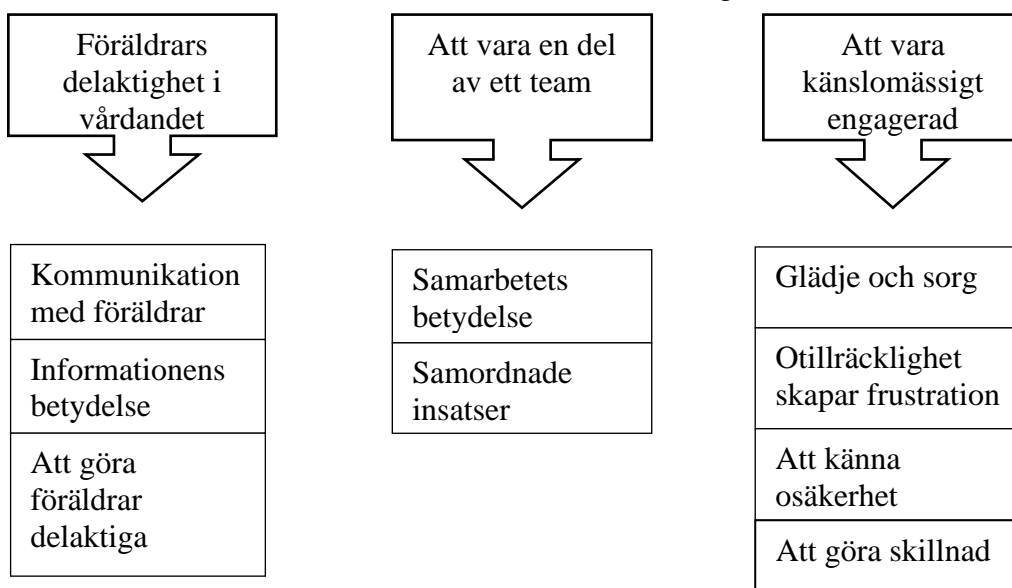 Föräldrars
delaktighet i
vårdandet
Att vara en del
av ett team
Att vara
känslomässigt
engagerad
Kommunikation
med föräldrar
Informationens
betydelse
Att göra
föräldrar
delaktiga
Samarbetets
betydelse
Samordnade
insatser
Glädje och sorg
Otillräcklighet
skapar frustration
Att känna
osäkerhet
Att göra skillnad